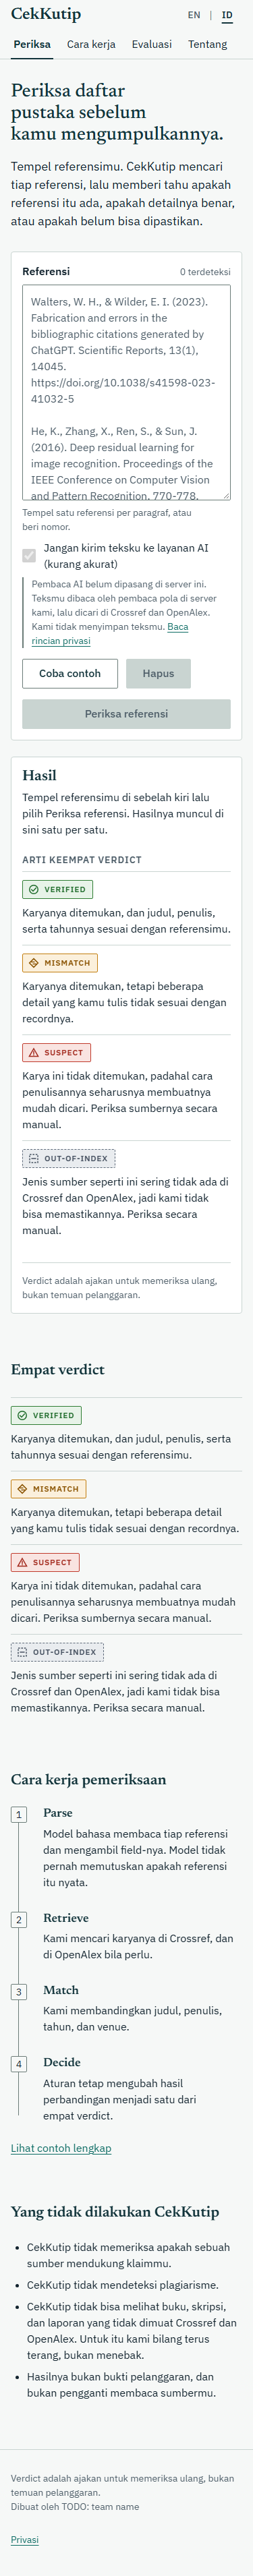 CekKutip
EN | ID
Periksa Cara kerja Evaluasi Tentang
Periksa daftar
pustaka sebelum
kamu mengumpulkannya.
Tempel referensimu. CekKutip mencari
tiap referensi, lalu memberi tahu apakah
referensi itu ada, apakah detailnya benar,
atau apakah belum bisa dipastikan.
Referensi 0 terdeteksi
Walters, W. H., & Wilder, E. I. (2023).
Fabrication and errors in the
bibliographic citations generated by
ChatGPT. Scientific Reports, 13(1),
14045.
https://doi.org/10.1038/s41598-023-
41032-5
He, K., Zhang, X., Ren, S., & Sun, J.
(2016). Deep residual learning for
image recognition. Proceedings of the
IEEE Conference on Computer Vision
and Pattern Recognition, 770-778.
Tempel satu referensi per paragraf, atau
beri nomor.
Jangan kirim teksku ke layanan AI
(kurang akurat)
Pembaca AI belum dipasang di server ini.
Teksmu dibaca oleh pembaca pola di server
kami, lalu dicari di Crossref dan OpenAlex.
Kami tidak menyimpan teksmu. Baca
rincian privasi
Coba contoh Hapus
Periksa referensi
Hasil
Tempel referensimu di sebelah kiri lalu
pilih Periksa referensi. Hasilnya muncul di
sini satu per satu.
ARTI KEEMPAT VERDICT
VERIFIED
Karyanya ditemukan, dan judul, penulis,
serta tahunnya sesuai dengan referensimu.
MISMATCH
Karyanya ditemukan, tetapi beberapa
detail yang kamu tulis tidak sesuai dengan
recordnya.
SUSPECT
Karya ini tidak ditemukan, padahal cara
penulisannya seharusnya membuatnya
mudah dicari. Periksa sumbernya secara
manual.
OUT-OF-INDEX
Jenis sumber seperti ini sering tidak ada di
Crossref dan OpenAlex, jadi kami tidak
bisa memastikannya. Periksa secara
manual.
Verdict adalah ajakan untuk memeriksa ulang,
bukan temuan pelanggaran.
Empat verdict
VERIFIED
Karyanya ditemukan, dan judul, penulis, serta
tahunnya sesuai dengan referensimu.
MISMATCH
Karyanya ditemukan, tetapi beberapa detail
yang kamu tulis tidak sesuai dengan recordnya.
SUSPECT
Karya ini tidak ditemukan, padahal cara
penulisannya seharusnya membuatnya mudah
dicari. Periksa sumbernya secara manual.
OUT-OF-INDEX
Jenis sumber seperti ini sering tidak ada di
Crossref dan OpenAlex, jadi kami tidak bisa
memastikannya. Periksa secara manual.
Cara kerja pemeriksaan
1 Parse
Model bahasa membaca tiap referensi
dan mengambil field-nya. Model tidak
pernah memutuskan apakah referensi
itu nyata.
2 Retrieve
Kami mencari karyanya di Crossref, dan
di OpenAlex bila perlu.
3 Match
Kami membandingkan judul, penulis,
tahun, dan venue.
4 Decide
Aturan tetap mengubah hasil
perbandingan menjadi satu dari
empat verdict.
Lihat contoh lengkap
Yang tidak dilakukan CekKutip
• CekKutip tidak memeriksa apakah sebuah
sumber mendukung klaimmu.
• CekKutip tidak mendeteksi plagiarisme.
• CekKutip tidak bisa melihat buku, skripsi,
dan laporan yang tidak dimuat Crossref dan
OpenAlex. Untuk itu kami bilang terus
terang, bukan menebak.
• Hasilnya bukan bukti pelanggaran, dan
bukan pengganti membaca sumbermu.
Verdict adalah ajakan untuk memeriksa ulang, bukan
temuan pelanggaran.
Dibuat oleh TODO: team name
Privasi